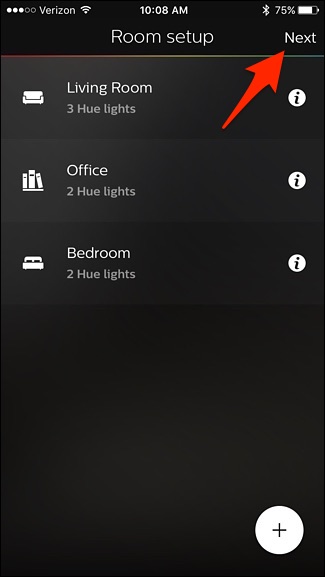 Verizon 10:08 AM 75%
Room setup Next
Living Room
3 Hue lights
Office
2 Hue lights
Bedroom
2 Hue lights